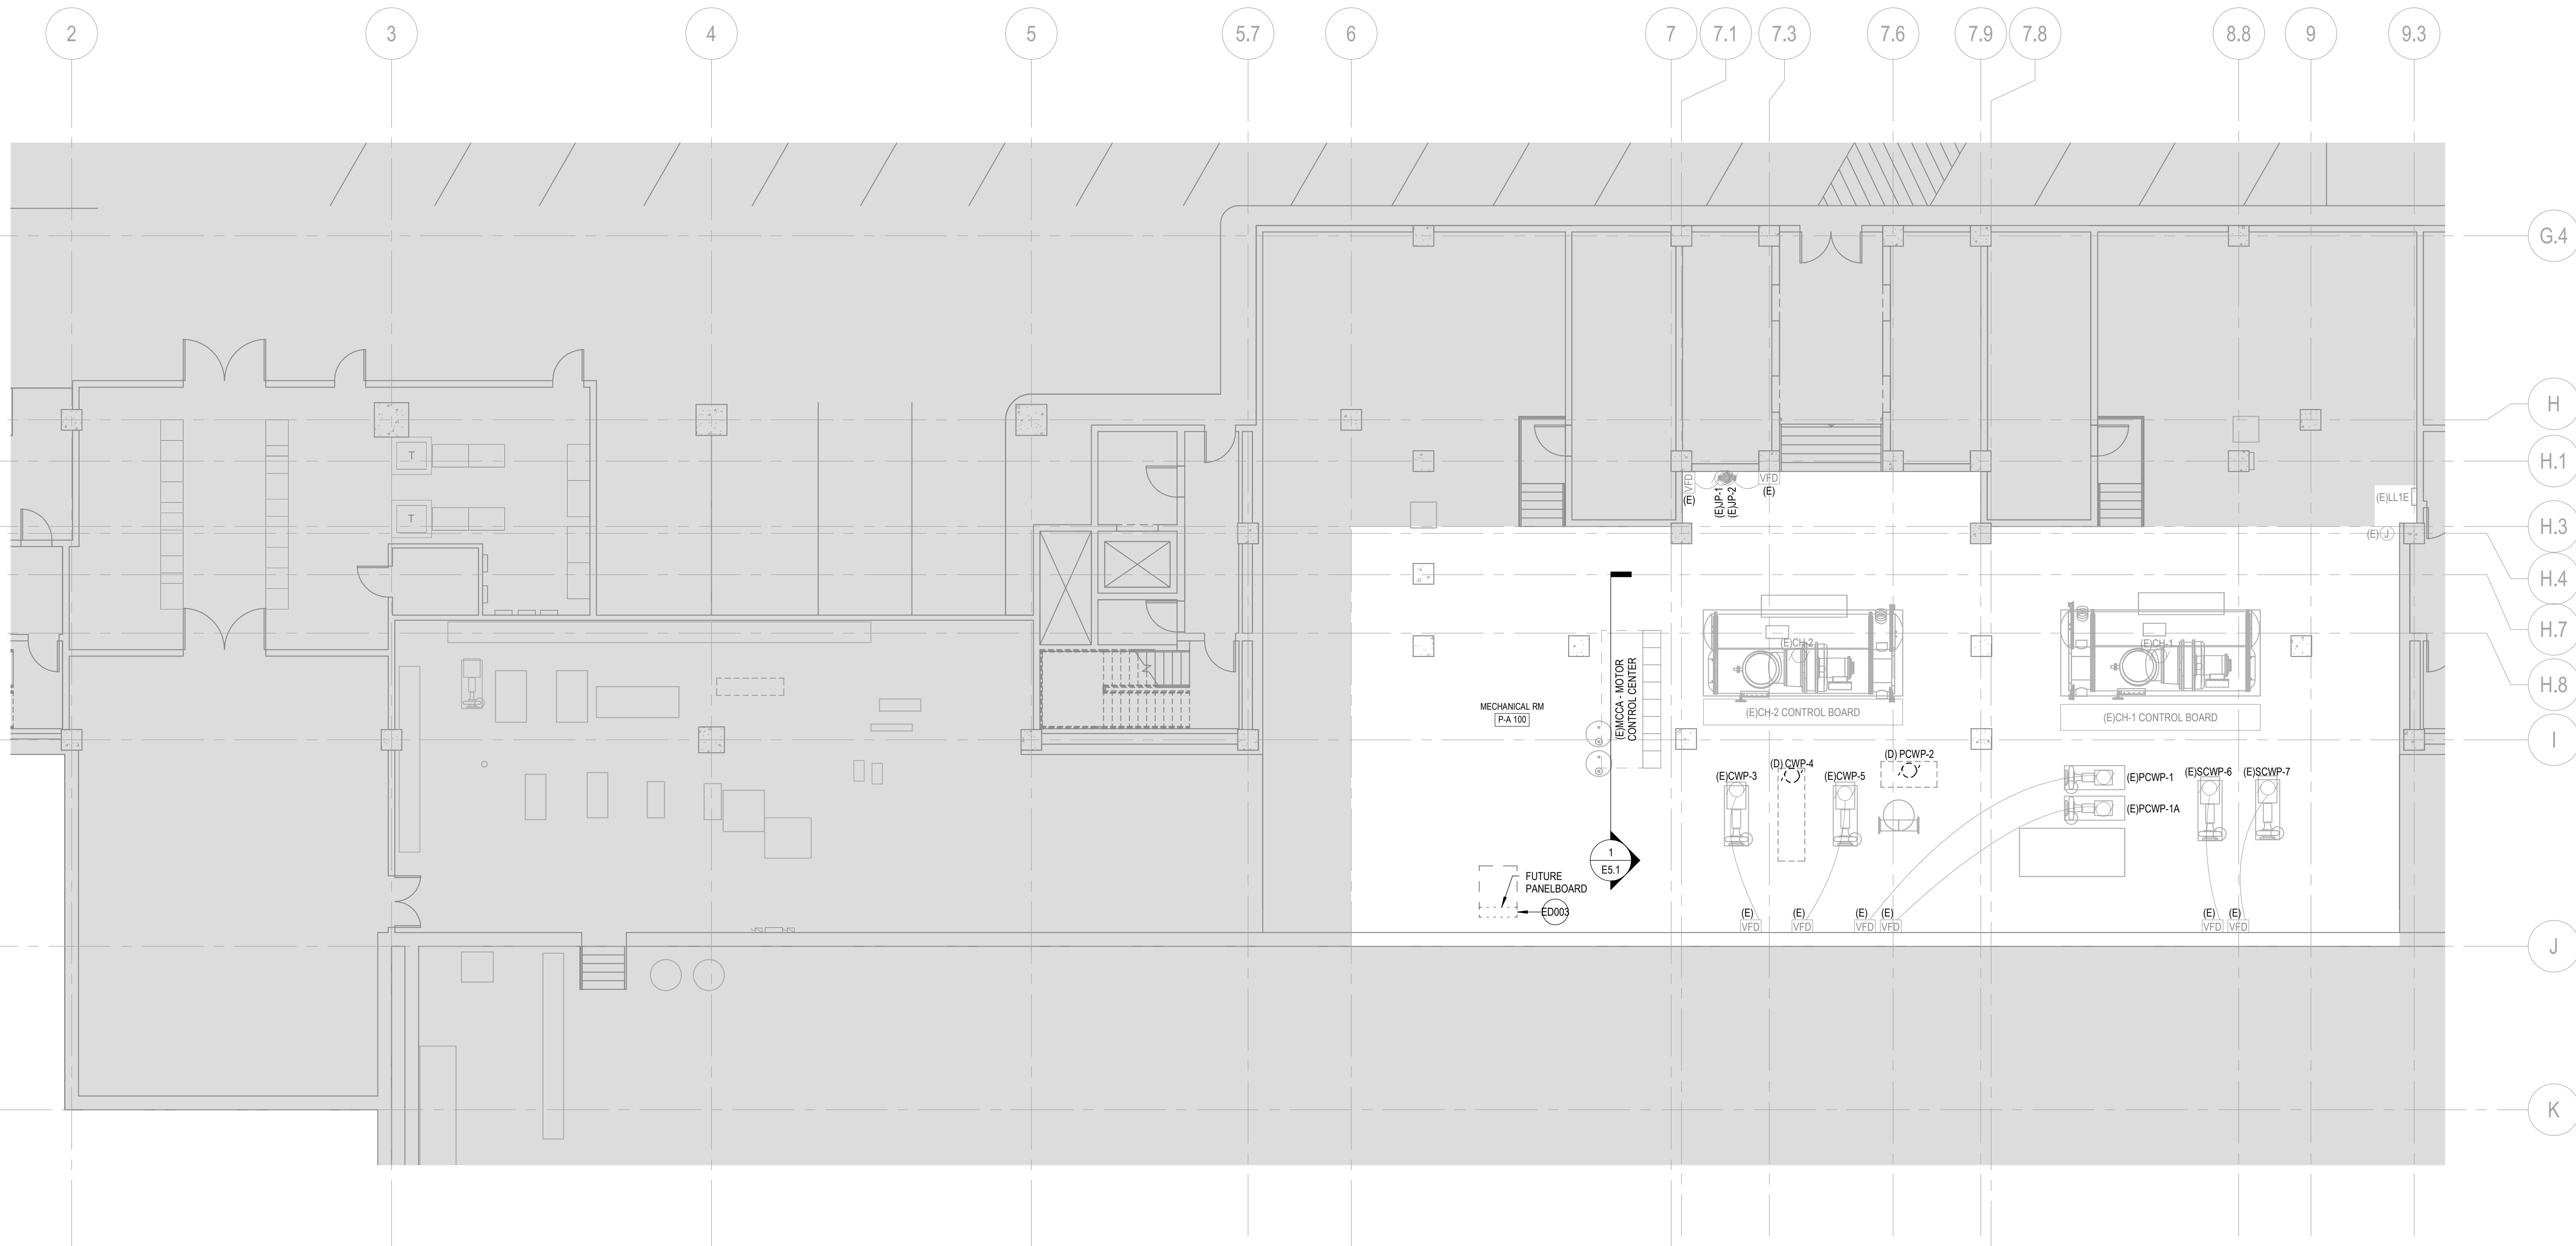 2
3
4
5
5.7
6
7
7.1
7.3
7.6
7.9
7.8
8.8
9
9.3
G.4
H
H.1
H.3
H.4
H.7
H.8
I
J
K
T
T
VFD
(E)
(E)JP-1
(E)JP-2
VFD
(E)
(E)LL1E
(E) J
(E)CH-2
(E)CH-1
(E)MCCA - MOTOR
CONTROL CENTER
MECHANICAL RM
P-A 100
(E)CH-2 CONTROL BOARD
(E)CH-1 CONTROL BOARD
(E)CWP-3
(D) CWP-4
(E)CWP-5
(D) PCWP-2
(E)PCWP-1
(E)PCWP-1A
(E)SCWP-6
(E)SCWP-7
1
E5.1
FUTURE
PANELBOARD
ED003
(E)
VFD
(E)
VFD
(E)
VFD
(E)
VFD
(E)
VFD
(E)
VFD